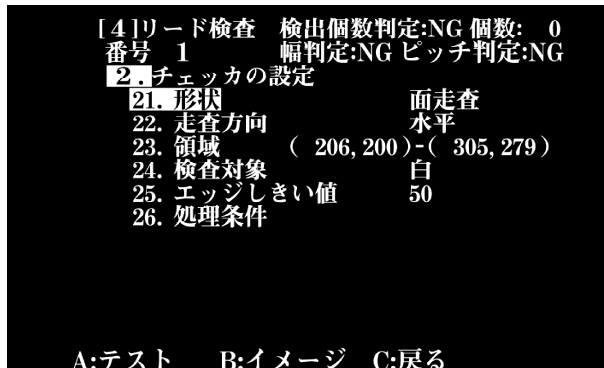 [4]リード検査 検出個数判定:NG 個数: 0
番号 1 幅判定:NG ピッチ判定:NG
2.チェッカの設定
21. 形状 面走査
22. 走査方向 水平
23. 領域 ( 206,200)-( 305,279)
24. 検査対象 白
25. エッジしきい値 50
26. 処理条件
A:テスト B:イメージ C:戻る